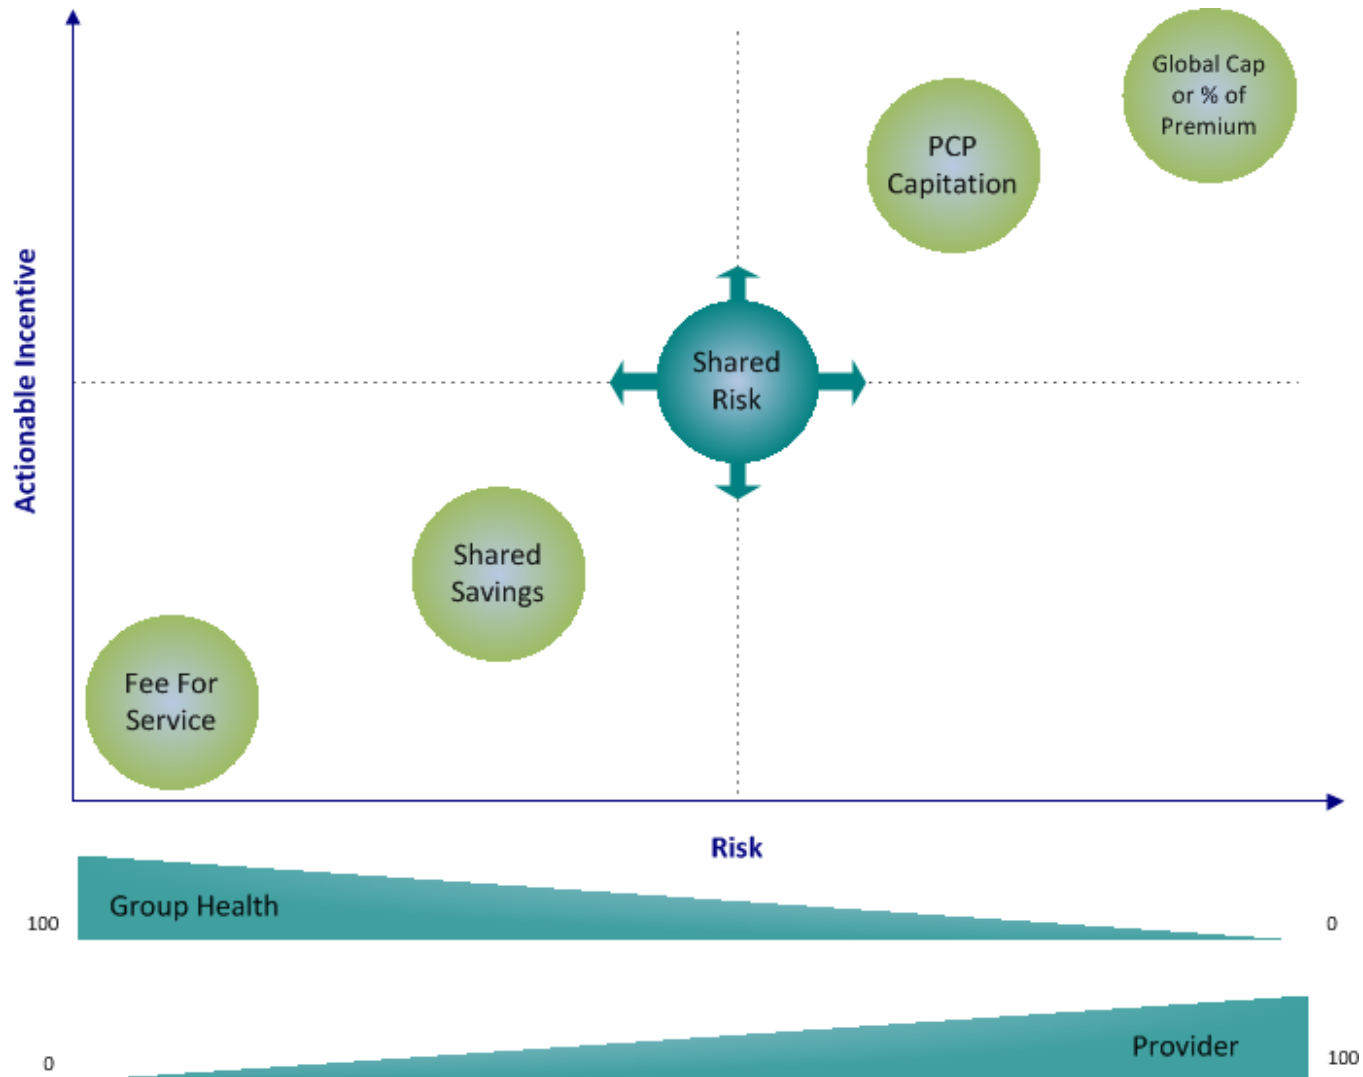 Global Cap
or % of
Premium
PCP
Capitation
Actionable Incentive
Shared
Risk
Shared
Savings
Fee For
Service
Risk
Group Health
100
0
Provider
0
100